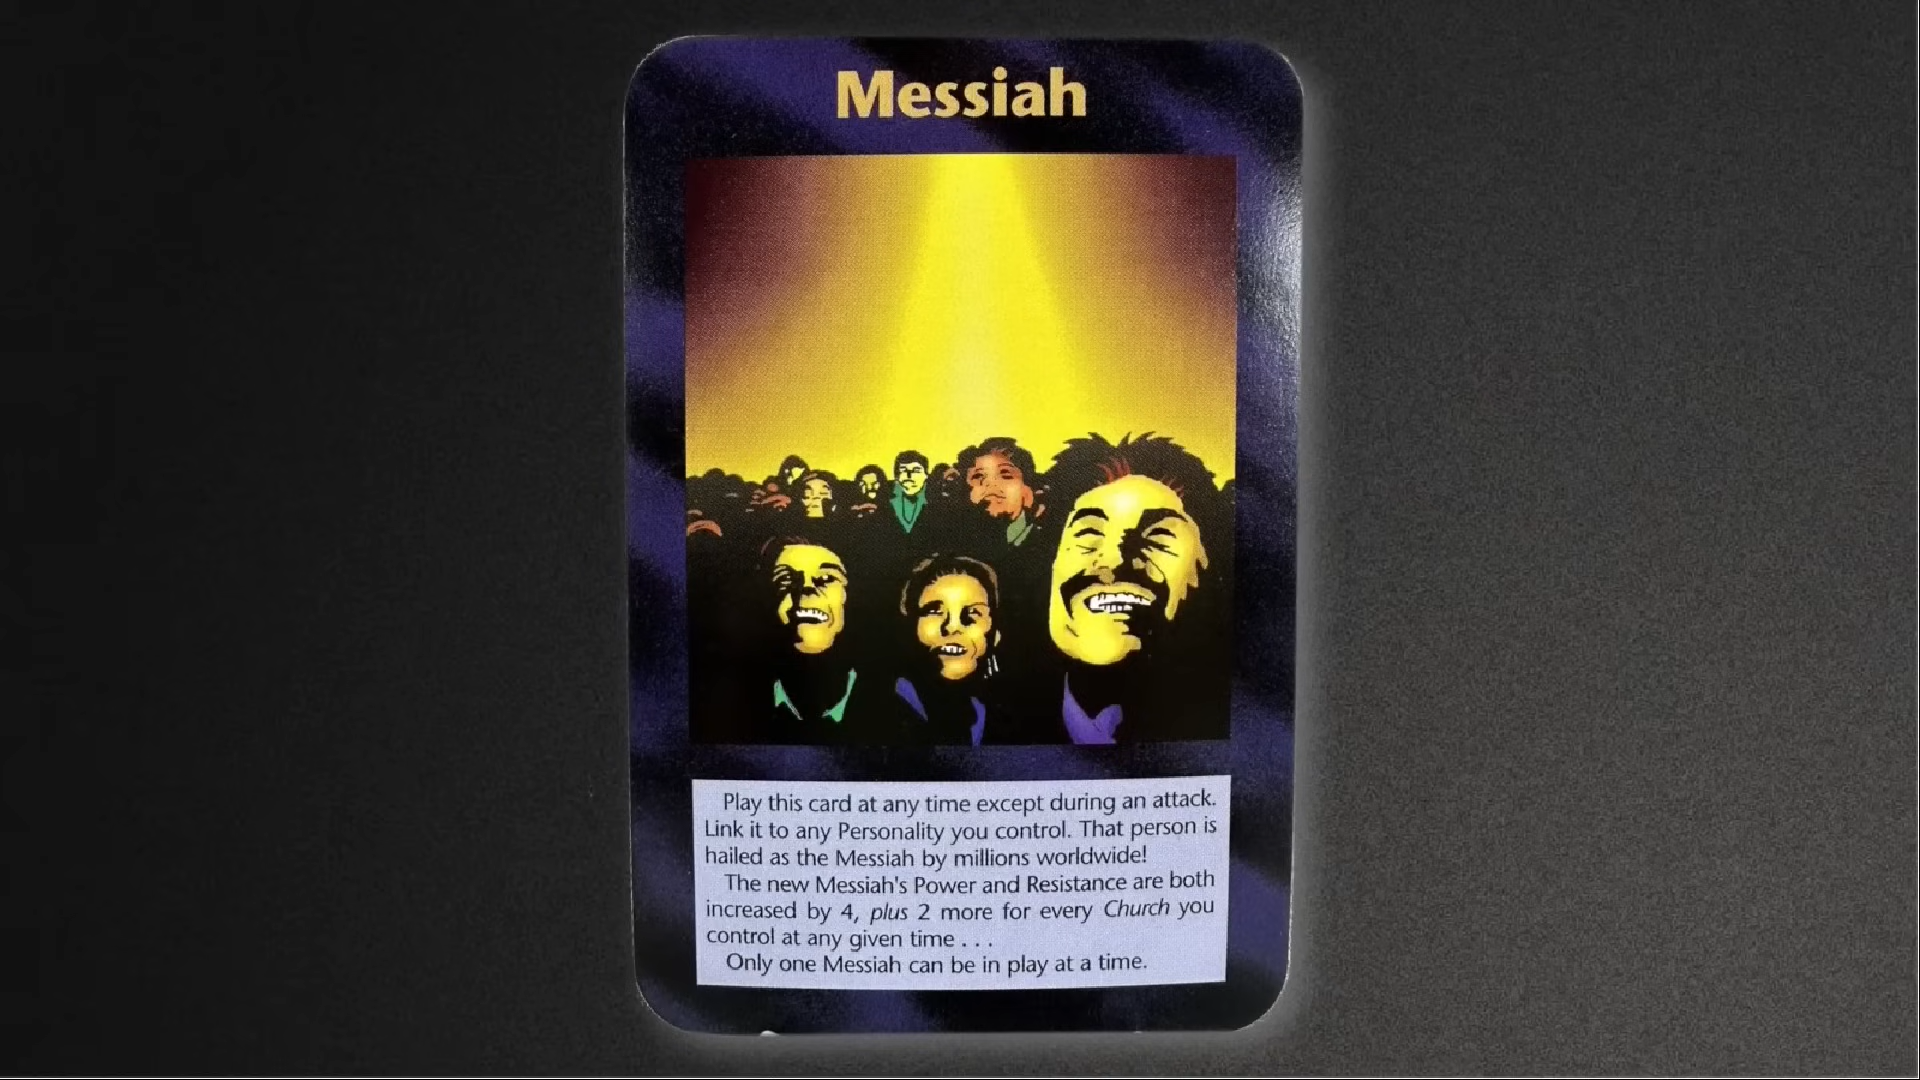 Messiah
Play this card at any time except during an attack.
Link it to any Personality you control. That person is
hailed as the Messiah by millions worldwide!
The new Messiah's Power and Resistance are both
increased by 4, plus 2 more for every Church you
control at any given time . . .
Only one Messiah can be in play at a time.